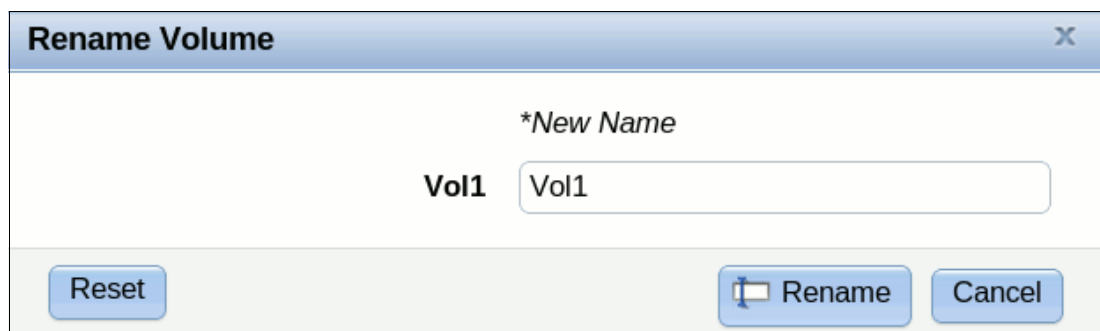 Rename Volume x
*New Name
Vol1 Vol1
Reset Rename Cancel